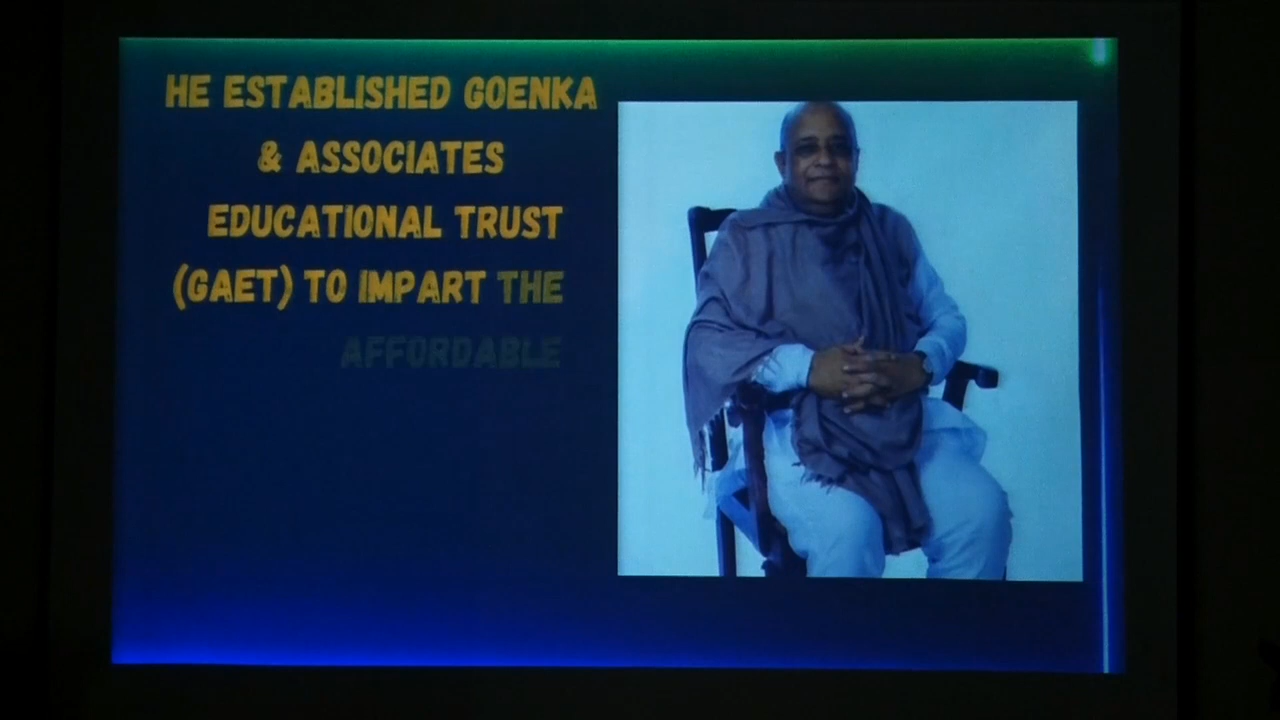 HE ESTABLISHED GOENKA
& ASSOCIATES
EDUCATIONAL TRUST
(GAET) TO IMPART THE
AFFORDABLE